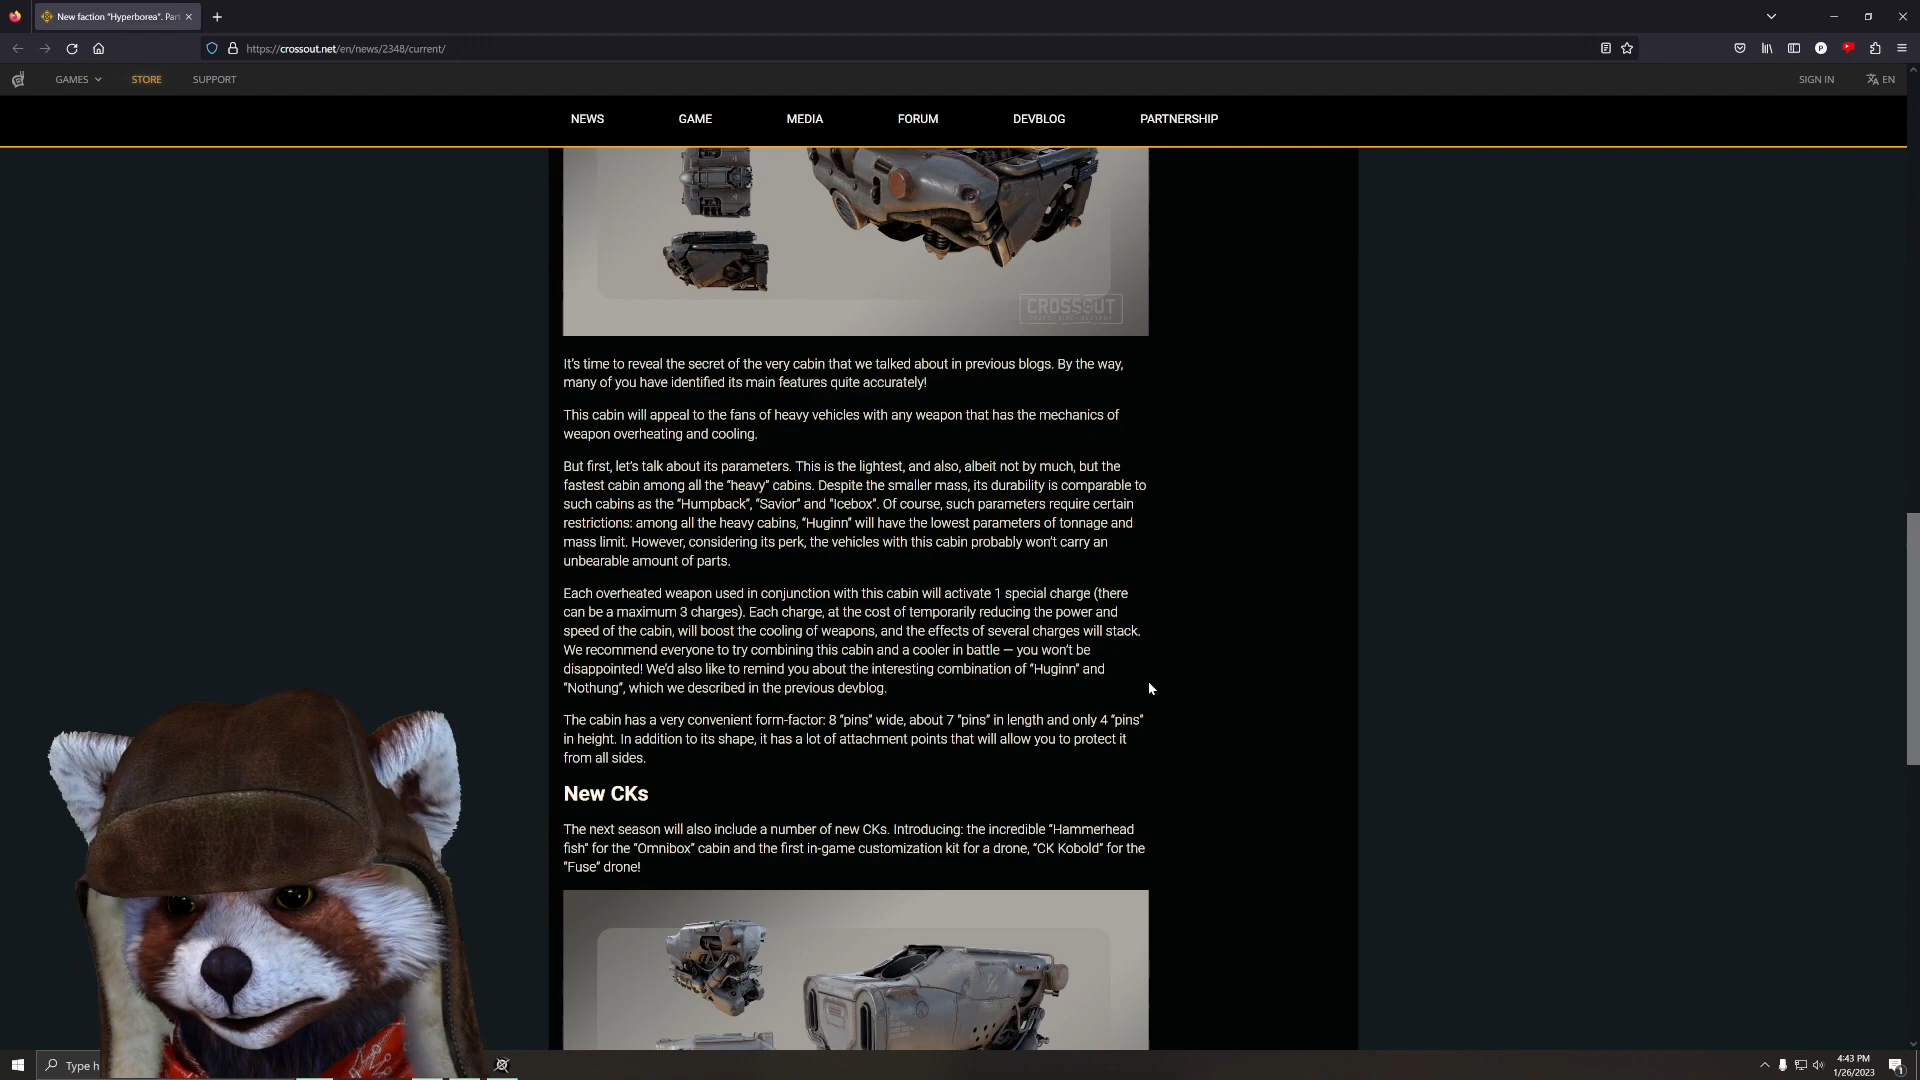 New faction "Hyperborea". Par
https://crossout.net/en/news/2348/current/
GAMES STORE SUPPORT SIGN IN EN
NEWS GAME MEDIA FORUM DEVBLOG PARTNERSHIP
CROSSOUT
It's time to reveal the secret of the very cabin that we talked about in previous blogs. By the way,
many of you have identified its main features quite accurately!
This cabin will appeal to the fans of heavy vehicles with any weapon that has the mechanics of
weapon overheating and cooling.
But first, let's talk about its parameters. This is the lightest, and also, albeit not by much, but the
fastest cabin among all the "heavy" cabins. Despite the smaller mass, its durability is comparable to
such cabins as the "Humpback", "Savior" and "Icebox". Of course, such parameters require certain
restrictions: among all the heavy cabins, "Huginn" will have the lowest parameters of tonnage and
mass limit. However, considering its perk, the vehicles with this cabin probably won't carry an
unbearable amount of parts.
Each overheated weapon used in conjunction with this cabin will activate 1 special charge (there
can be a maximum 3 charges). Each charge, at the cost of temporarily reducing the power and
speed of the cabin, will boost the cooling of weapons, and the effects of several charges will stack.
We recommend everyone to try combining this cabin and a cooler in battle — you won't be
disappointed! We'd also like to remind you about the interesting combination of "Huginn" and
"Nothung", which we described in the previous devblog.
The cabin has a very convenient form-factor: 8 "pins" wide, about 7 "pins" in length and only 4 "pins"
in height. In addition to its shape, it has a lot of attachment points that will allow you to protect it
from all sides.
New CKs
The next season will also include a number of new CKs. Introducing: the incredible "Hammerhead
fish" for the "Omnibox" cabin and the first in-game customization kit for a drone, "CK Kobold" for the
"Fuse" drone!
Type h
4:43 PM
1/26/2023